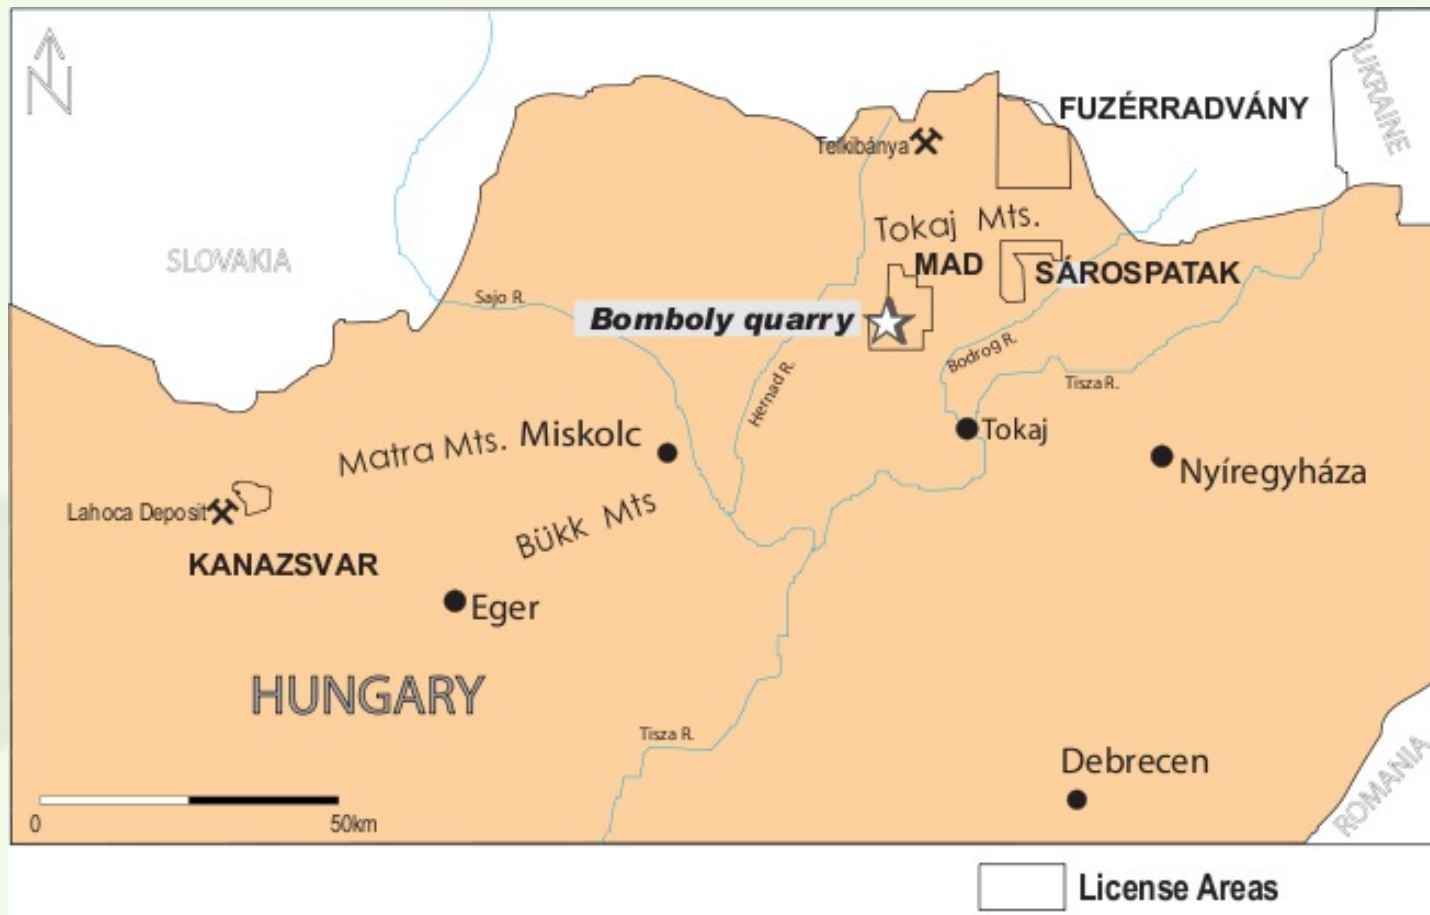 N
UKRAINE
FUZÉRRADVÁNY
Telkibánya
Tokaj Mts.
SLOVAKIA
MAD
SÁROSPATAK
Sajo R.
Bomboly quarry
Hernad R.
Bodrog R.
Tisza R.
Matra Mts.
Miskolc
Tokaj
Nyíregyháza
Lahoca Deposit
Bükk Mts
KANAZSVAR
Eger
HUNGARY
Tisza R.
Debrecen
ROMANIA
0
50km
License Areas